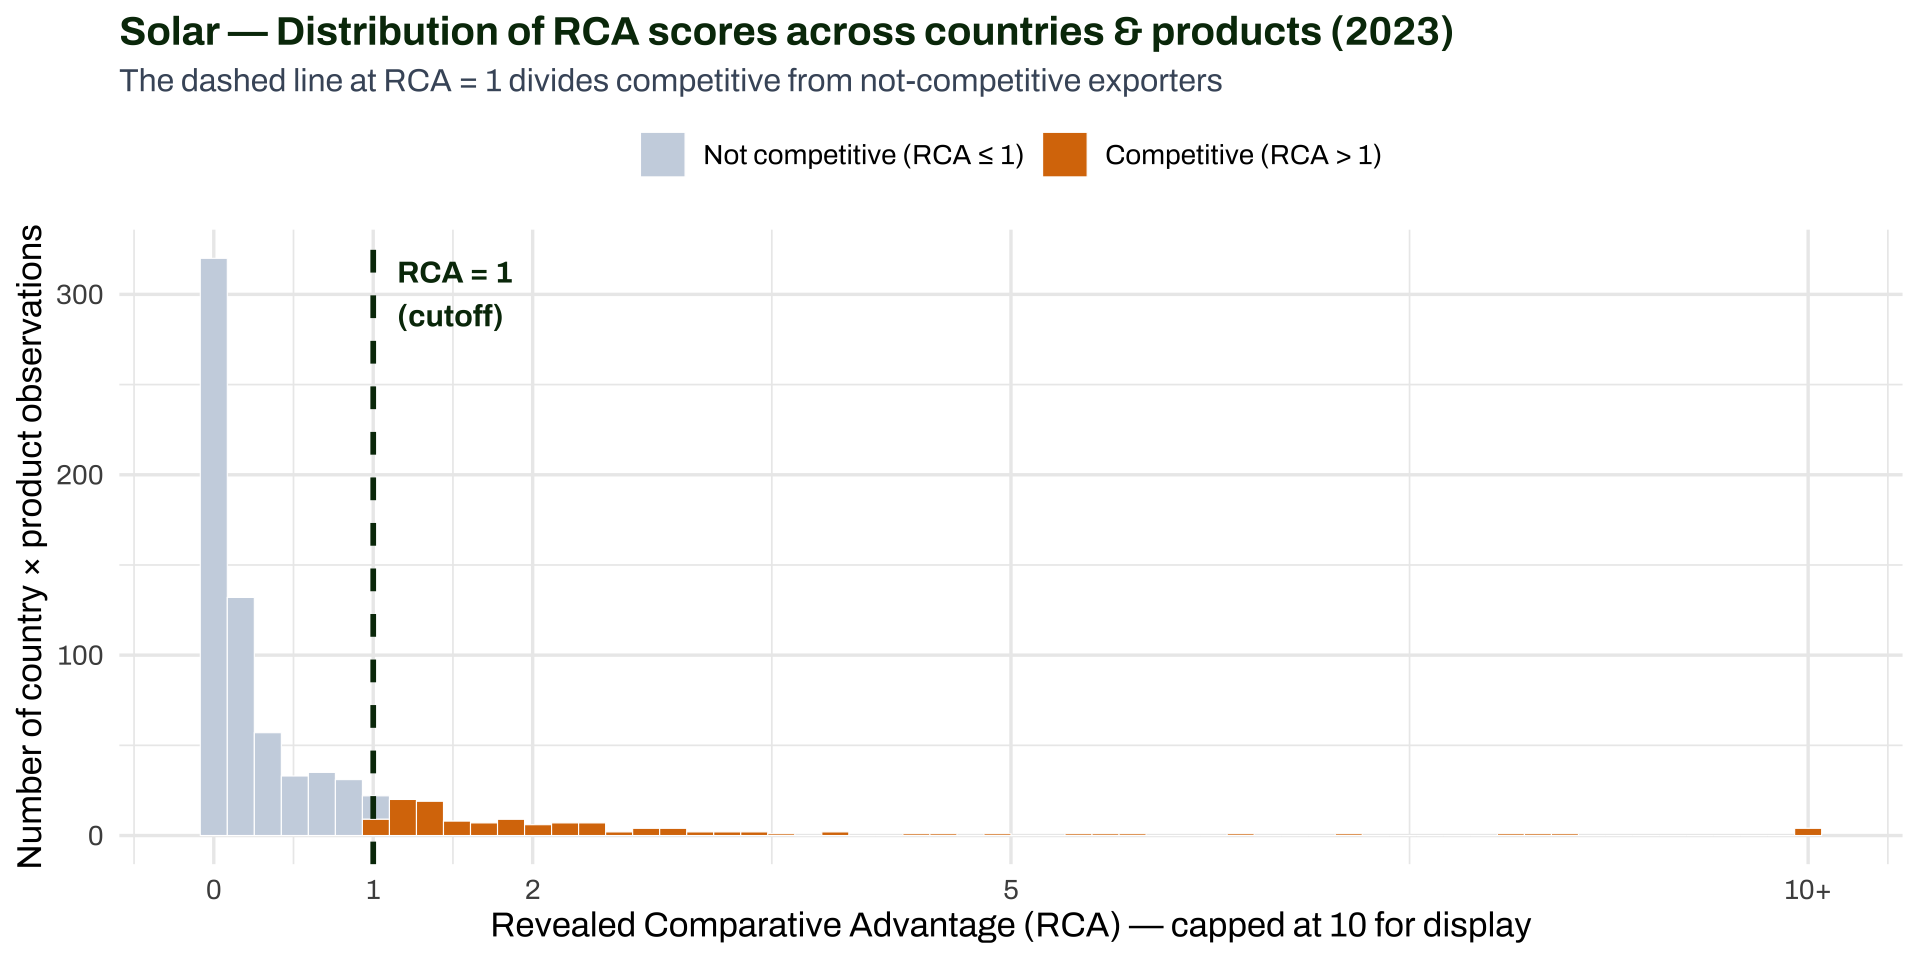 Solar — Distribution of RCA scores across countries & products (2023)
The dashed line at RCA = 1 divides competitive from not-competitive exporters
Not competitive (RCA ≤ 1)
Competitive (RCA > 1)
Number of country × product observations
300
200
100
0
RCA = 1
(cutoff)
0
1
2
5
10+
Revealed Comparative Advantage (RCA) — capped at 10 for display